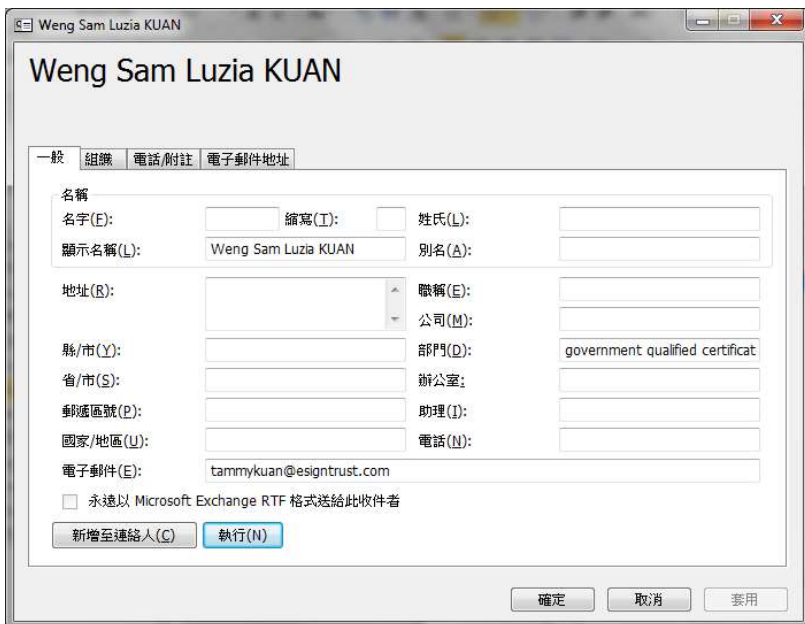 Weng Sam Luzia KUAN
Weng Sam Luzia KUAN
一般 組織 電話/附註 電子郵件地址
名稱
名字(F): 縮寫(T): 姓氏(L):
顯示名稱(L): Weng Sam Luzia KUAN 別名(A):
地址(R): 職稱(E):
公司(M):
縣/市(Y): 部門(D): government qualified certificat
省/市(S): 辦公室:
郵遞區號(P): 助理(I):
國家/地區(U): 電話(N):
電子郵件(E): tammykuan@esigntrust.com
永遠以 Microsoft Exchange RTF 格式送給此收件者
新增至連絡人(C) 執行(N)
確定 取消 套用